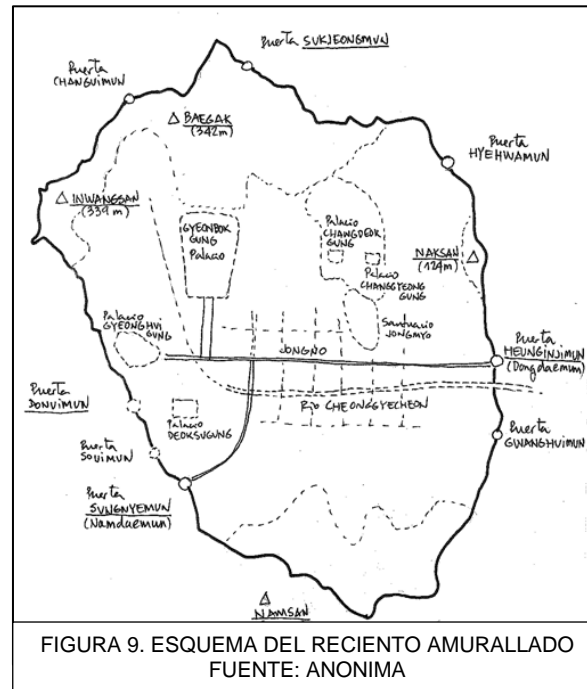 Puerta SUKJEONGMUN
Puerta
CHANGUIMUN
BAEGAK
(342m)
Puerta
HYEHWAMUN
INWANGSAN
(339 m)
GYEONBOK
GUNG
Palacio
Palacio
CHANGDEOK
GUNG
Palacio
CHANGGYEONG
GUNG
NAKSAN
(124m)
Palacio
GYEONGHUI
GUNG
Santuario
JONGMYO
JONGNO
Puerta
HEUNGINJIMUN
(Dongdaemun)
Puerta
DONUIMUN
Palacio
DEOKSUGUNG
Río CHEONGGYECHEON
Puerta
SOUIMUN
Puerta
GWANGHUIMUN
Puerta
SUNGNYEMUN
(Namdaemun)
NAMSAN
FIGURA 9. ESQUEMA DEL RECIENTO AMURALLADO
FUENTE: ANONIMA